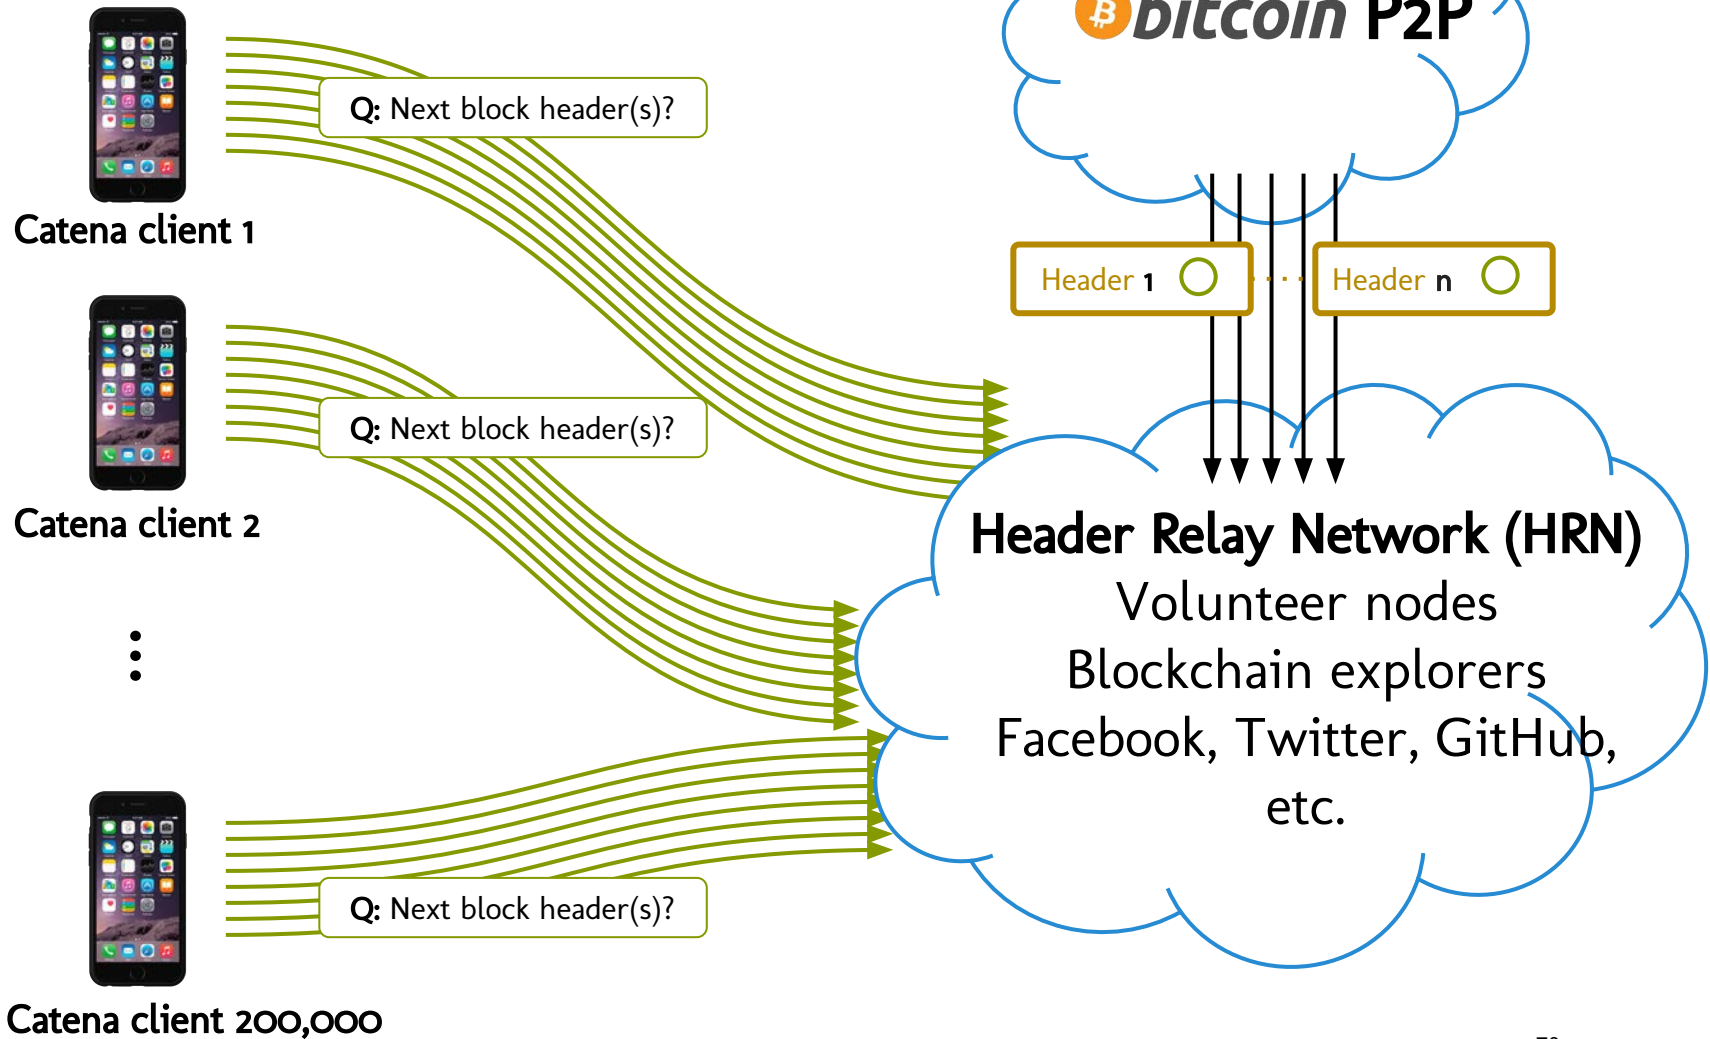 bitcoin P2P
Q: Next block header(s)?
Catena client 1
Header 1
....
Header n
Q: Next block header(s)?
Catena client 2
Header Relay Network (HRN)
Volunteer nodes
Blockchain explorers
Facebook, Twitter, GitHub,
etc.
Q: Next block header(s)?
Catena client 200,000